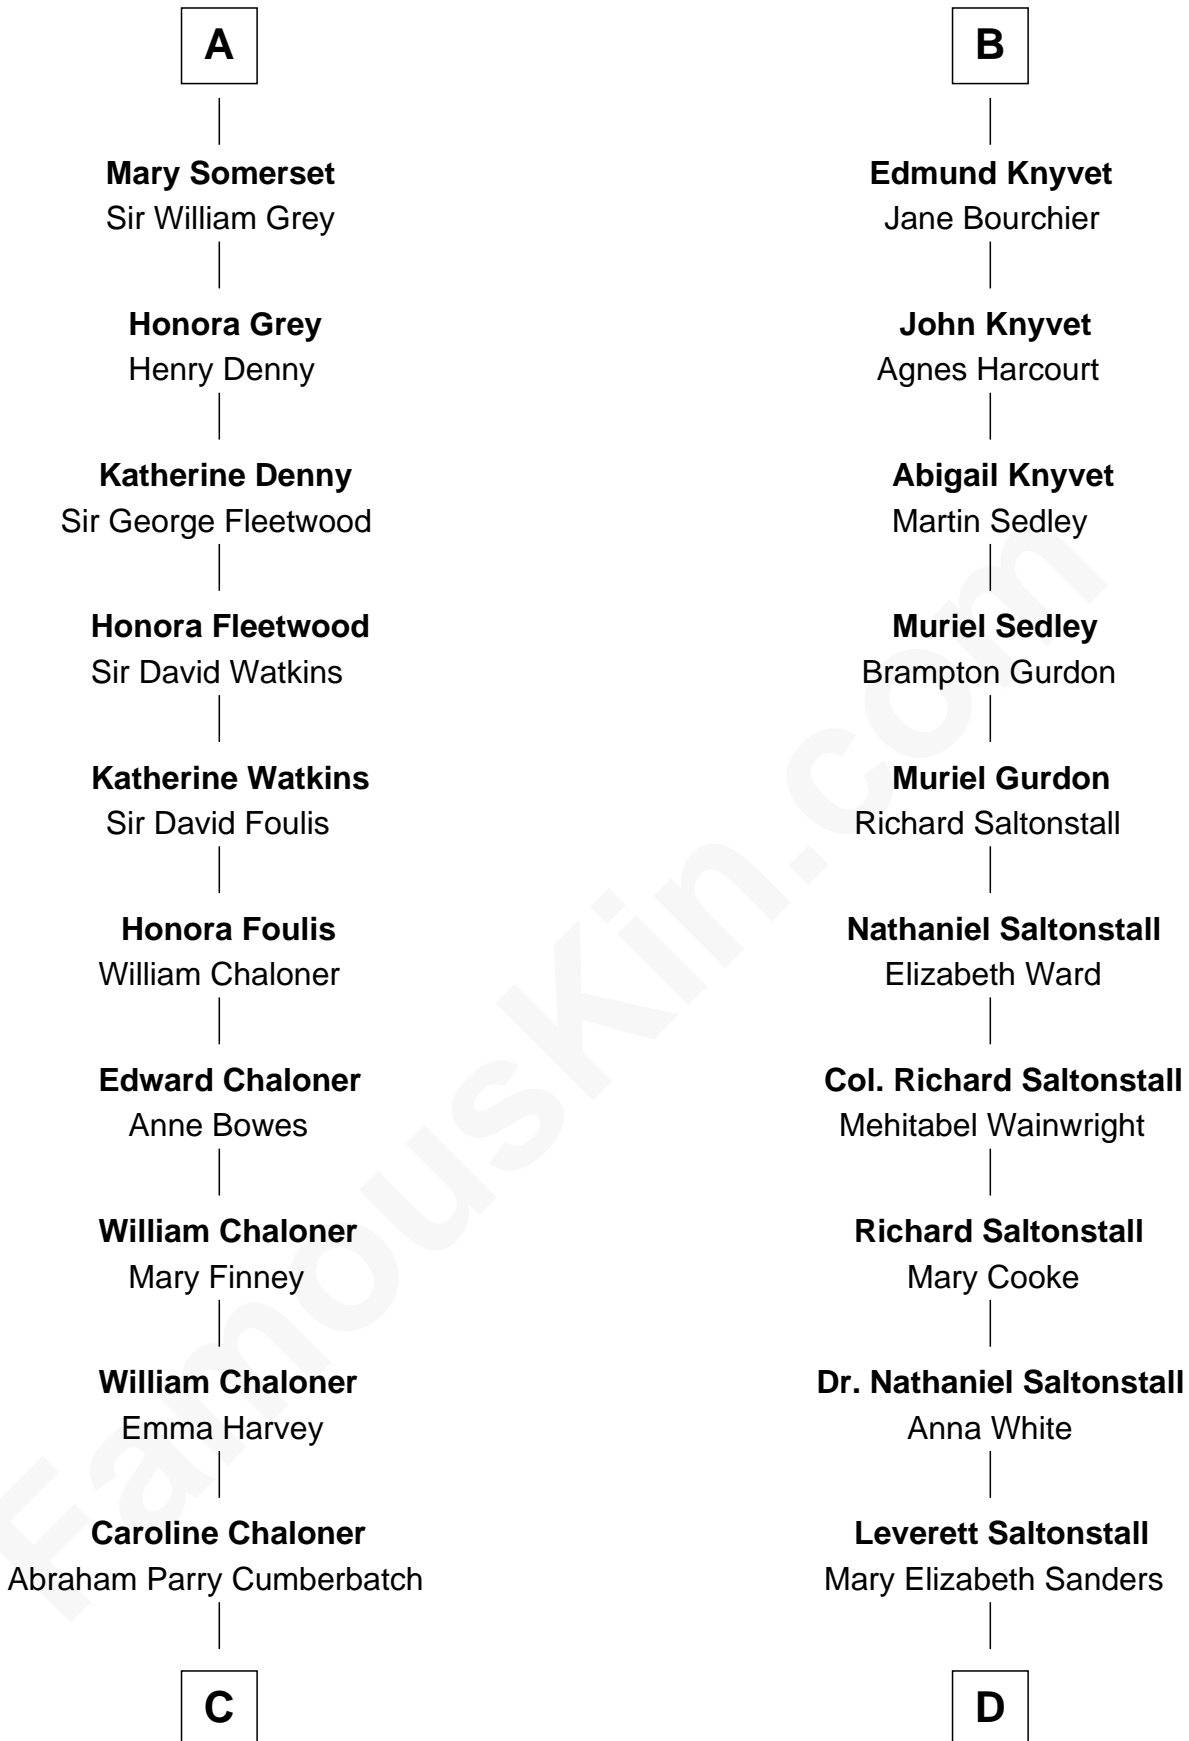 A
Mary Somerset
Sir William Grey
Honora Grey
Henry Denny
Katherine Denny
Sir George Fleetwood
Honora Fleetwood
Sir David Watkins
Katherine Watkins
Sir David Foulis
Honora Foulis
William Chaloner
Edward Chaloner
Anne Bowes
William Chaloner
Mary Finney
William Chaloner
Emma Harvey
Caroline Chaloner
Abraham Parry Cumberbatch
C
B
Edmund Knyvet
Jane Bourchier
John Knyvet
Agnes Harcourt
Abigail Knyvet
Martin Sedley
Muriel Sedley
Brampton Gurdon
Muriel Gurdon
Richard Saltonstall
Nathaniel Saltonstall
Elizabeth Ward
Col. Richard Saltonstall
Mehitabel Wainwright
Richard Saltonstall
Mary Cooke
Dr. Nathaniel Saltonstall
Anna White
Leverett Saltonstall
Mary Elizabeth Sanders
D
FamousKin.com